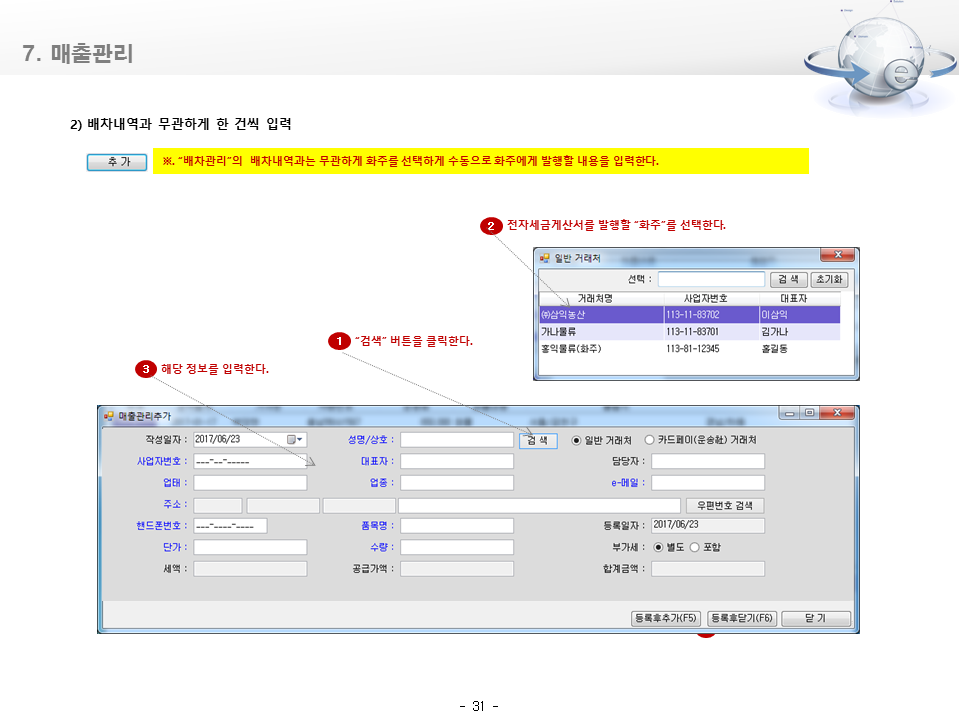 7. 매출관리
2) 배차내역과 무관하게 한 건씩 입력
추 가
※. "배차관리"의 배차내역과는 무관하게 화주를 선택하게 수동으로 화주에게 발행할 내용을 입력한다.
2 전자세금계산서를 발행할 "화주"를 선택한다.
일반 거래처
선택 : 검 색 초기화
거래처명 사업자번호 대표자
㈜삼익농산 113-11-83702 이삼익
가나물류 113-11-83701 김가나
홍익물류(화주) 113-81-12345 홍길동
1 "검색" 버튼을 클릭한다.
3 해당 정보를 입력한다.
매출관리추가
작성일자 : 2017/06/23 성명/상호 : 검 색 일반 거래처 카드페이(운송社) 거래처
사업자번호 : ___-__-_____ 대표자 : 담당자 :
업태 : 업종 : e-메일 :
주소 : 우편번호 검색
핸드폰번호 : ___-____-____ 품목명 : 등록일자 : 2017/06/23
단가 : 수량 : 부가세 : 별도 포함
세액 : 공급가액 : 합계금액 :
등록후추가(F5) 등록후닫기(F6) 닫 기
- 31 -